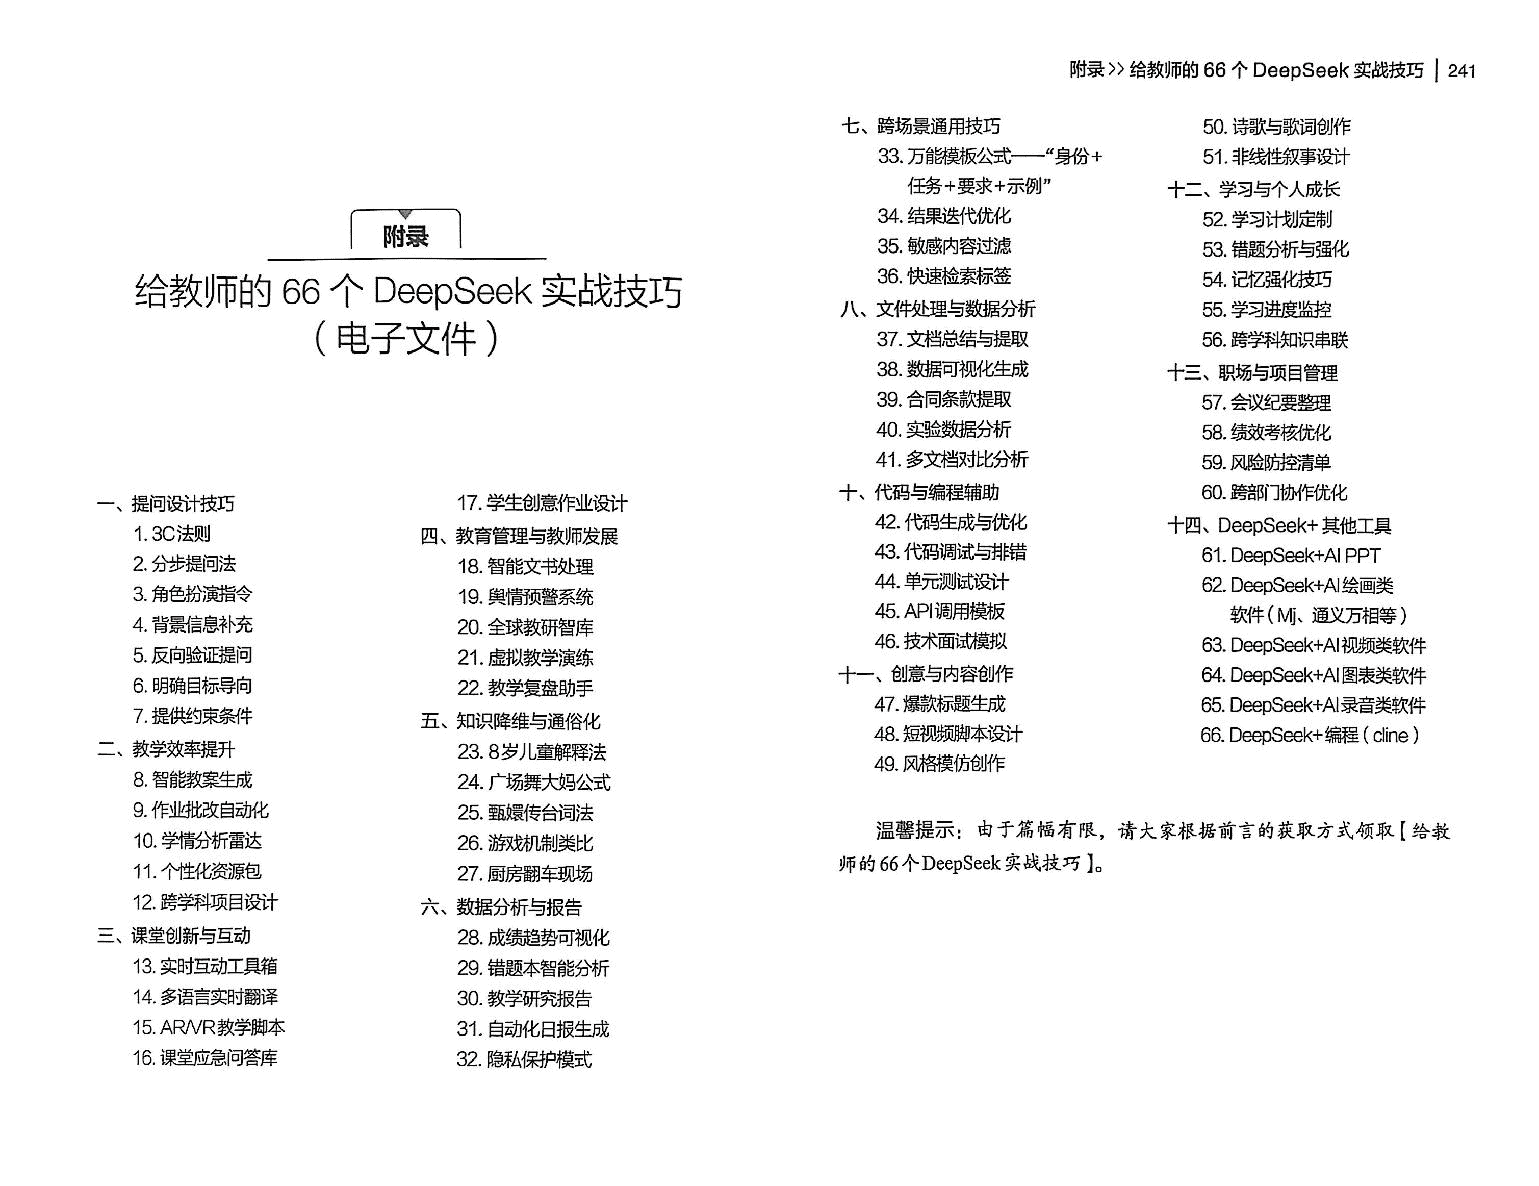 附录
给教师的 66 个 DeepSeek 实战技巧
（电子文件）
一、提问设计技巧
1. 3C法则
2. 分步提问法
3. 角色扮演指令
4. 背景信息补充
5. 反向验证提问
6. 明确目标导向
7. 提供约束条件
二、教学效率提升
8. 智能教案生成
9. 作业批改自动化
10. 学情分析雷达
11. 个性化资源包
12. 跨学科项目设计
三、课堂创新与互动
13. 实时互动工具箱
14. 多语言实时翻译
15. AR/VR教学脚本
16. 课堂应急问答库
17. 学生创意作业设计
四、教育管理与教师发展
18. 智能文书处理
19. 舆情预警系统
20. 全球教研智库
21. 虚拟教学演练
22. 教学复盘助手
五、知识降维与通俗化
23. 8岁儿童解释法
24. 广场舞大妈公式
25. 甄嬛传台词法
26. 游戏机制类比
27. 厨房翻车现场
六、数据分析与报告
28. 成绩趋势可视化
29. 错题本智能分析
30. 教学研究报告
31. 自动化日报生成
32. 隐私保护模式
附录>> 给教师的 66 个 DeepSeek 实战技巧 | 241
七、跨场景通用技巧
33. 万能模板公式——“身份+
任务+要求+示例”
34. 结果迭代优化
35. 敏感内容过滤
36. 快速检索标签
八、文件处理与数据分析
37. 文档总结与提取
38. 数据可视化生成
39. 合同条款提取
40. 实验数据分析
41. 多文档对比分析
十、代码与编程辅助
42. 代码生成与优化
43. 代码调试与排错
44. 单元测试设计
45. API调用模板
46. 技术面试模拟
十一、创意与内容创作
47. 爆款标题生成
48. 短视频脚本设计
49. 风格模仿创作
50. 诗歌与歌词创作
51. 非线性叙事设计
十二、学习与个人成长
52. 学习计划定制
53. 错题分析与强化
54. 记忆强化技巧
55. 学习进度监控
56. 跨学科知识串联
十三、职场与项目管理
57. 会议纪要整理
58. 绩效考核优化
59. 风险防控清单
60. 跨部门协作优化
十四、DeepSeek+ 其他工具
61. DeepSeek+AI PPT
62. DeepSeek+AI绘画类
软件（Mj、通义万相等）
63. DeepSeek+AI视频类软件
64. DeepSeek+AI图表类软件
65. DeepSeek+AI录音类软件
66. DeepSeek+编程（cline）
温馨提示：由于篇幅有限，请大家根据前言的获取方式领取【给教
师的66个DeepSeek实战技巧】。